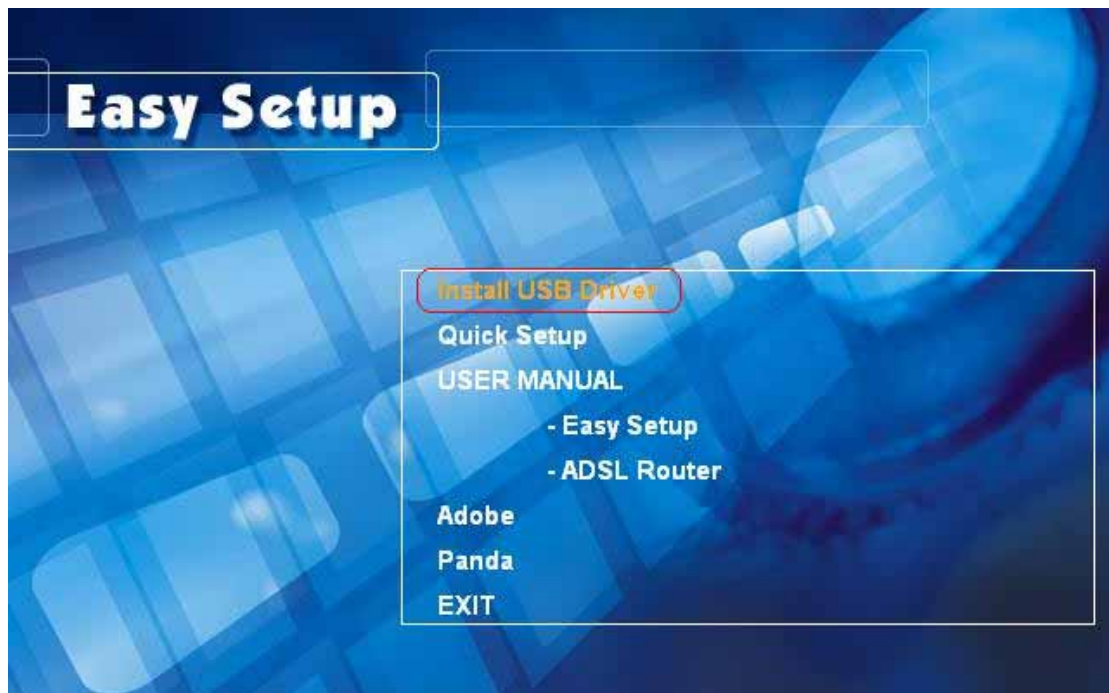 Easy Setup
Install USB Driver
Quick Setup
USER MANUAL
- Easy Setup
- ADSL Router
Adobe
Panda
EXIT